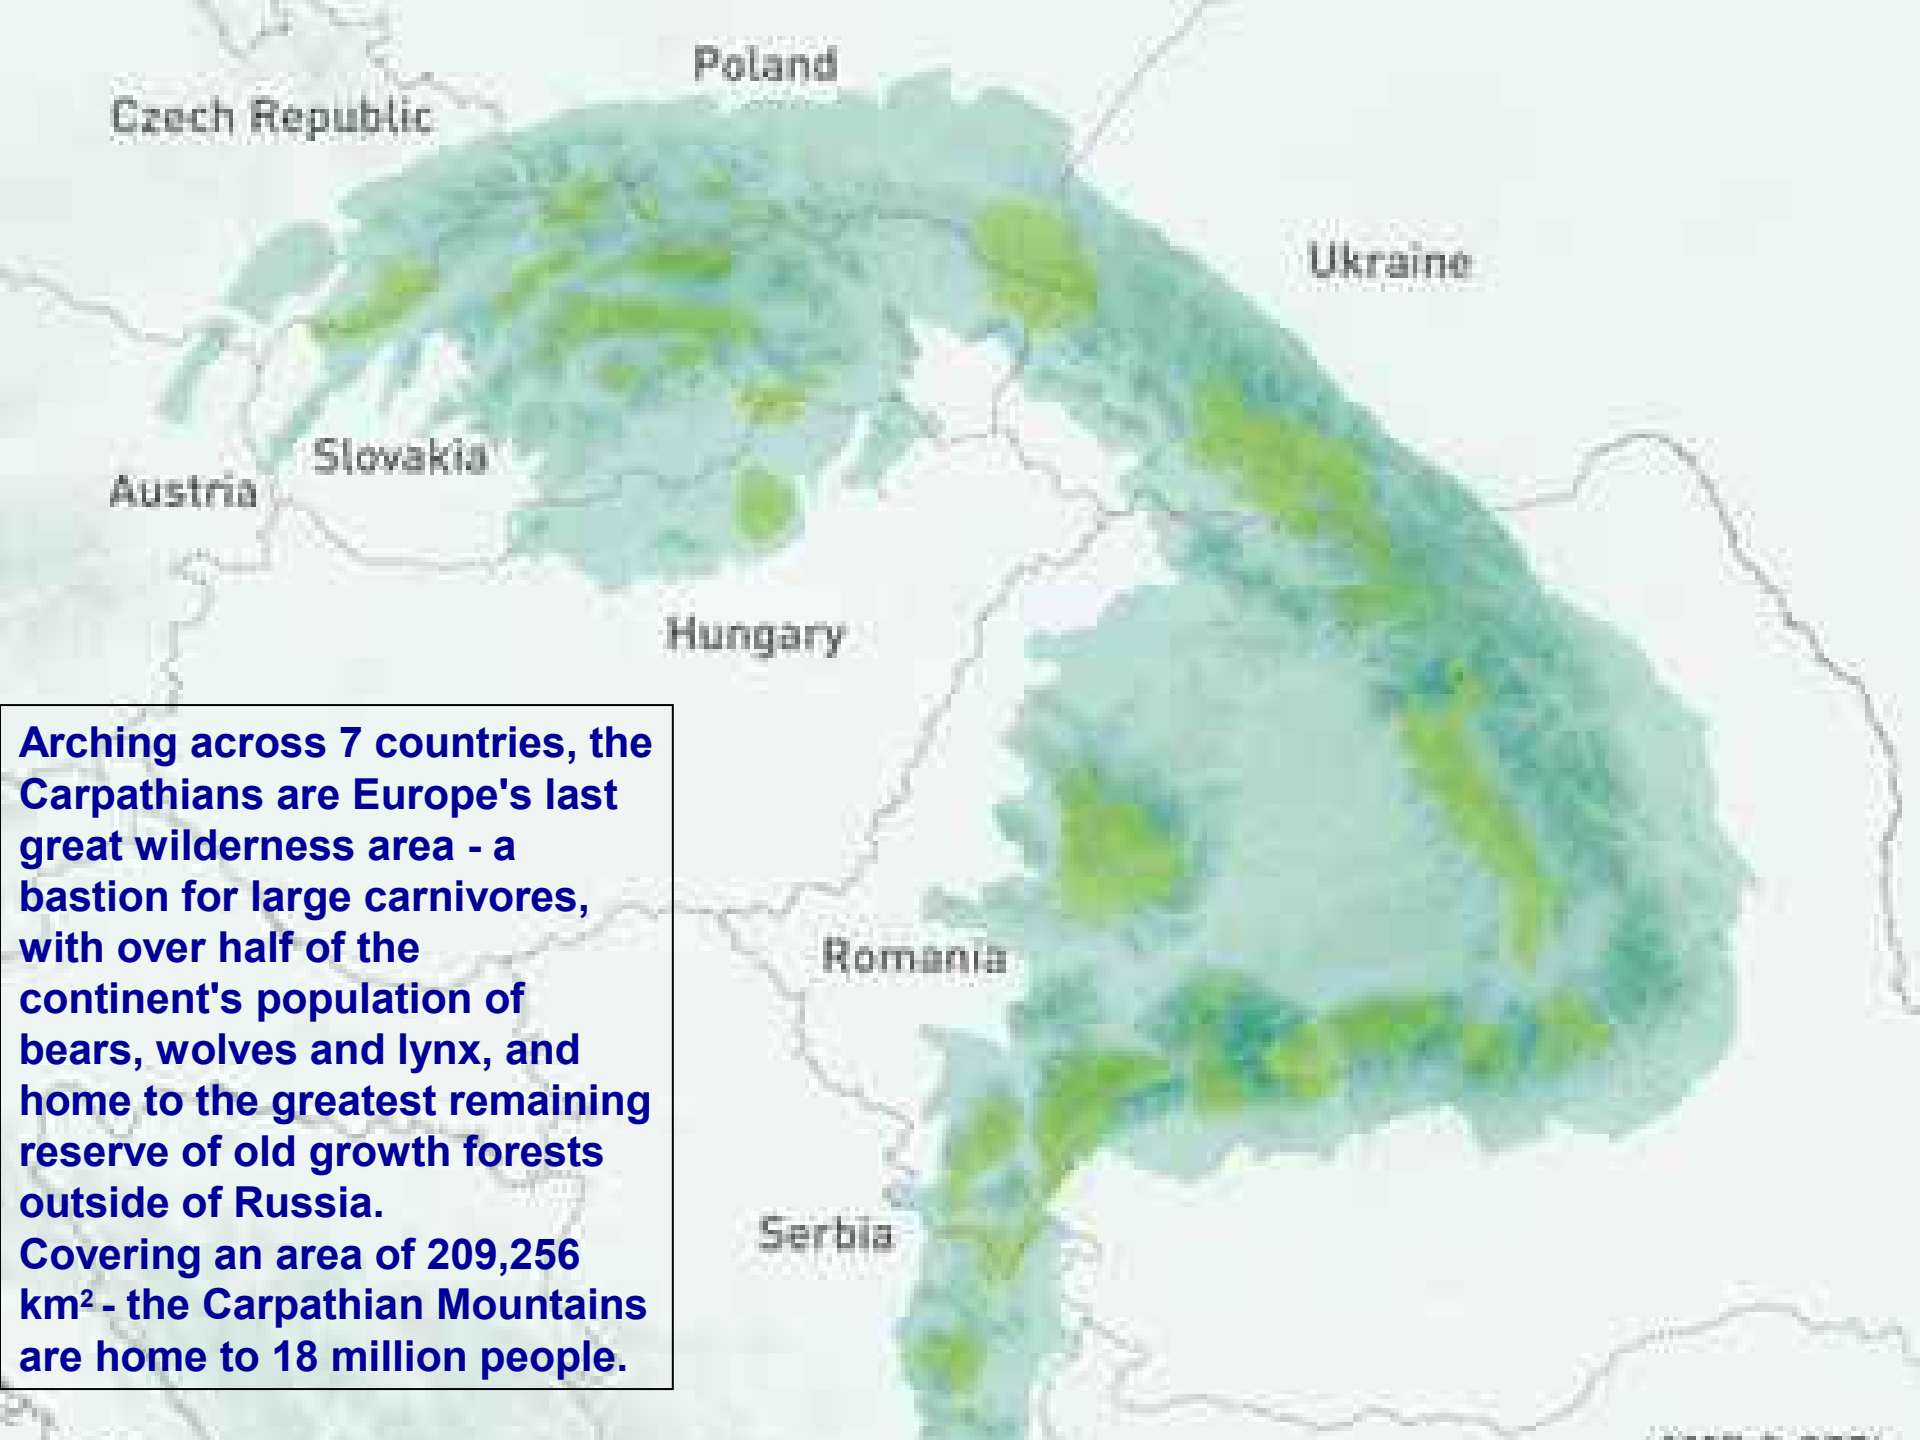 Poland
Czech Republic
Ukraine
Slovakia
Austria
Hungary
Arching across 7 countries, the
Carpathians are Europe's last
great wilderness area - a
bastion for large carnivores,
with over half of the
continent's population of
bears, wolves and lynx, and
home to the greatest remaining
reserve of old growth forests
outside of Russia.
Covering an area of 209,256
km² - the Carpathian Mountains
are home to 18 million people.
Romania
Serbia